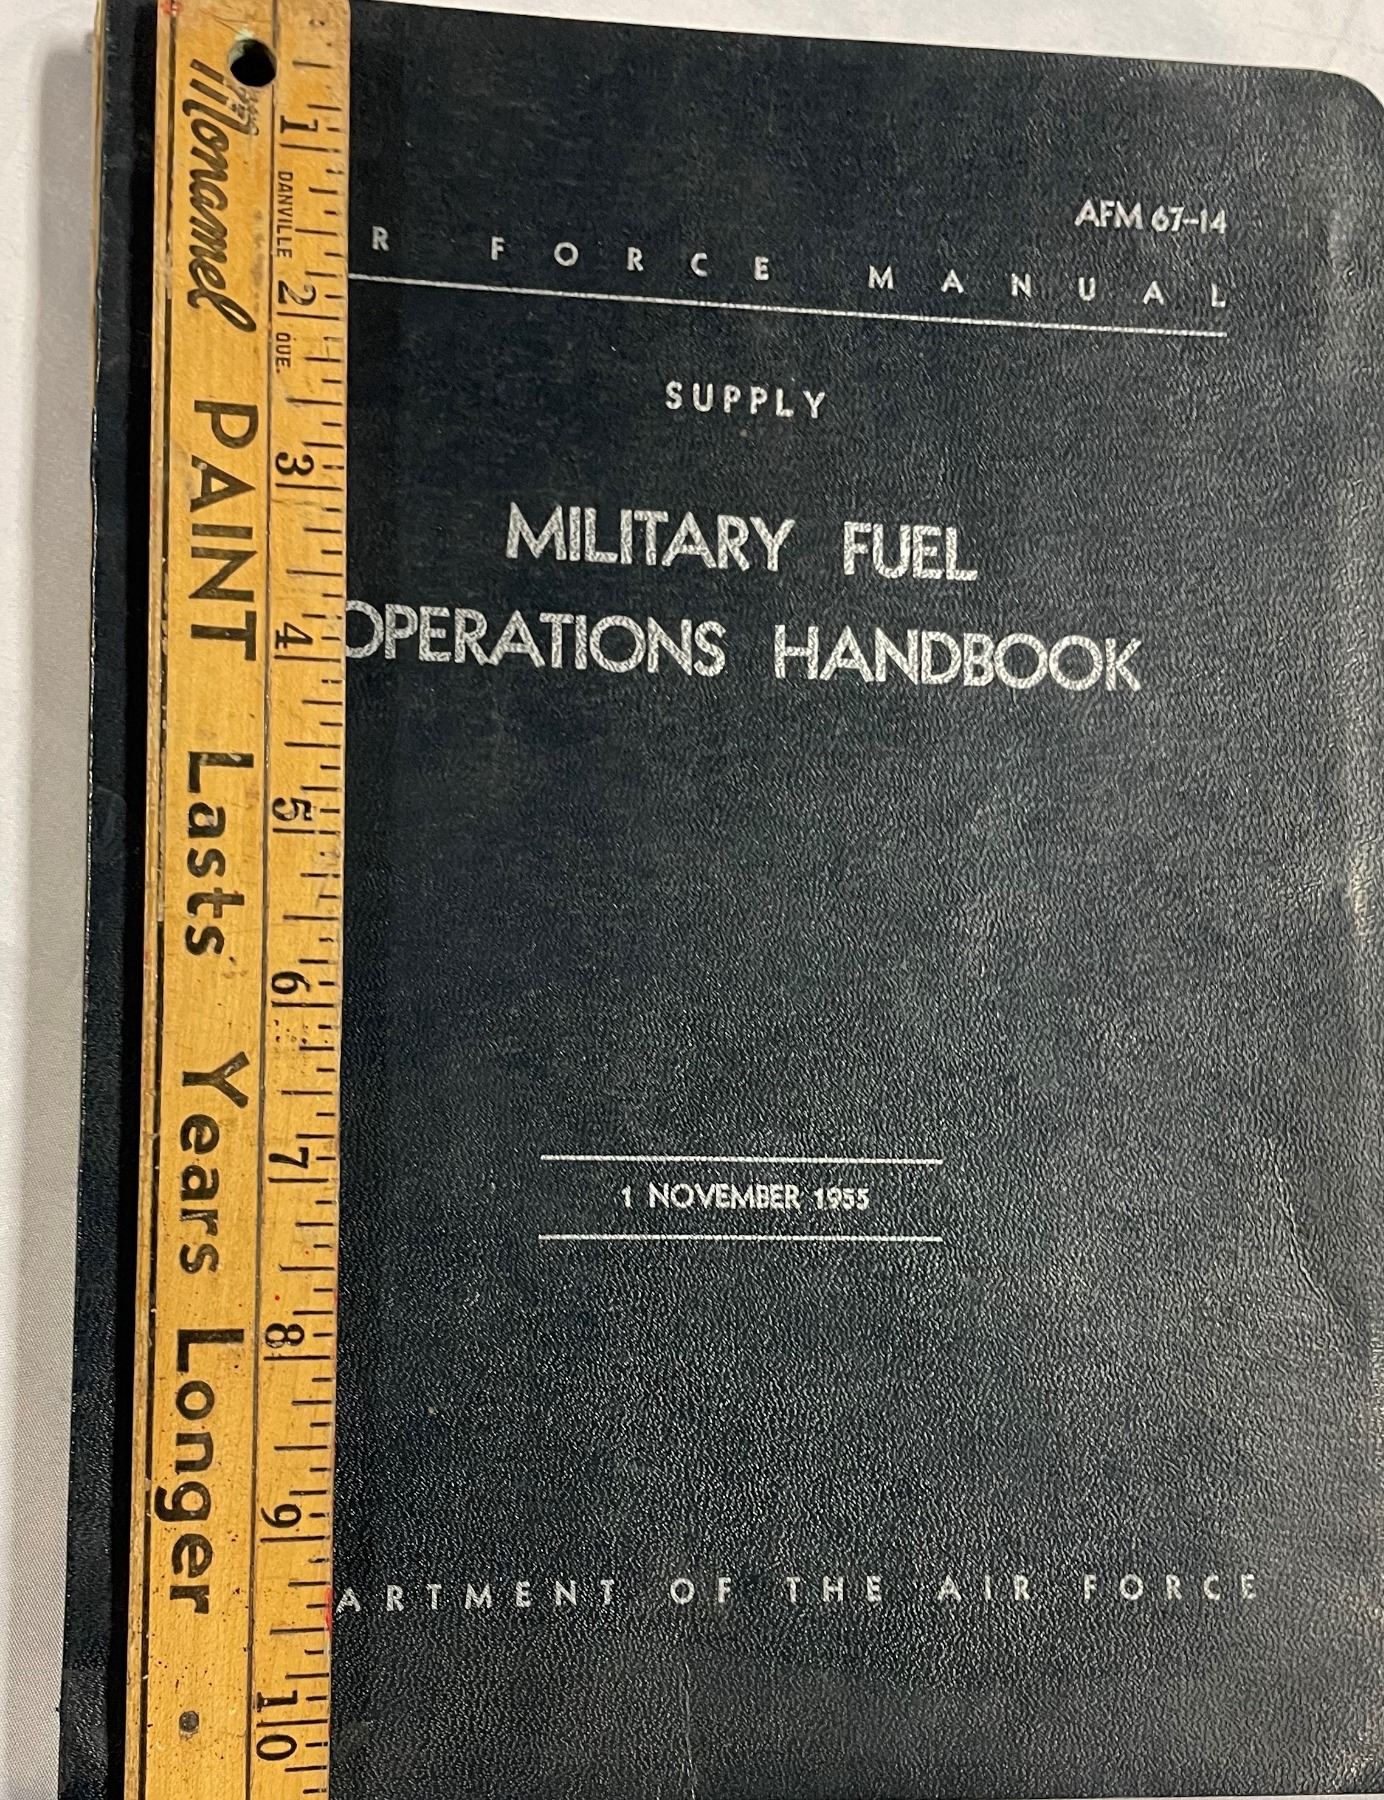 AFM 67-14
R FORCE MANUAL
SUPPLY
MILITARY FUEL
OPERATIONS HANDBOOK
1 NOVEMBER 1955
ARTMENT OF THE AIR FORCE
Monamel PAINT Lasts Years Longer •
DANVILLE QUE.
1 2 3 4 5 6 7 8 9 10